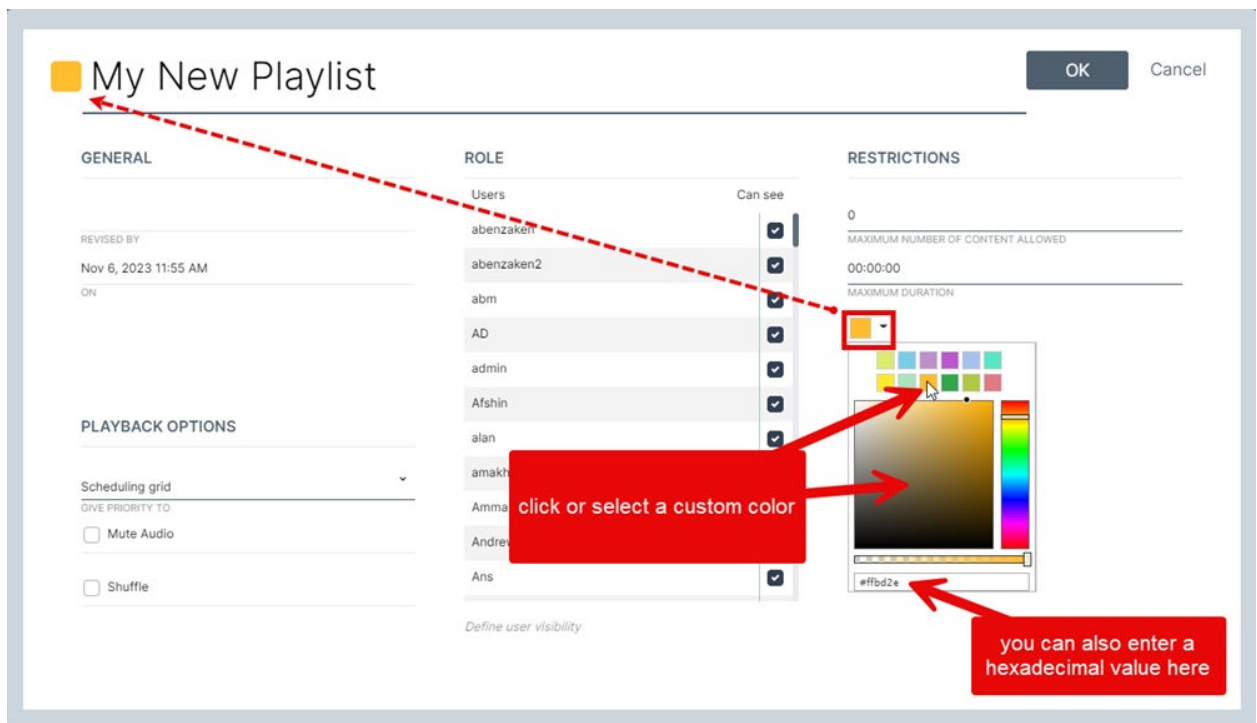 My New Playlist
OK
Cancel
GENERAL
REVISED BY
Nov 6, 2023 11:55 AM
ON
PLAYBACK OPTIONS
Scheduling grid
GIVE PRIORITY TO
Mute Audio
Shuffle
ROLE
Users Can see
abenzaken
abenzaken2
abm
AD
admin
Afshin
alan
amakh
Amma
Andrew
Ans
Define user visibility
RESTRICTIONS
0
MAXIMUM NUMBER OF CONTENT ALLOWED
00:00:00
MAXIMUM DURATION
click or select a custom color
#ffbd2e
you can also enter a
hexadecimal value here